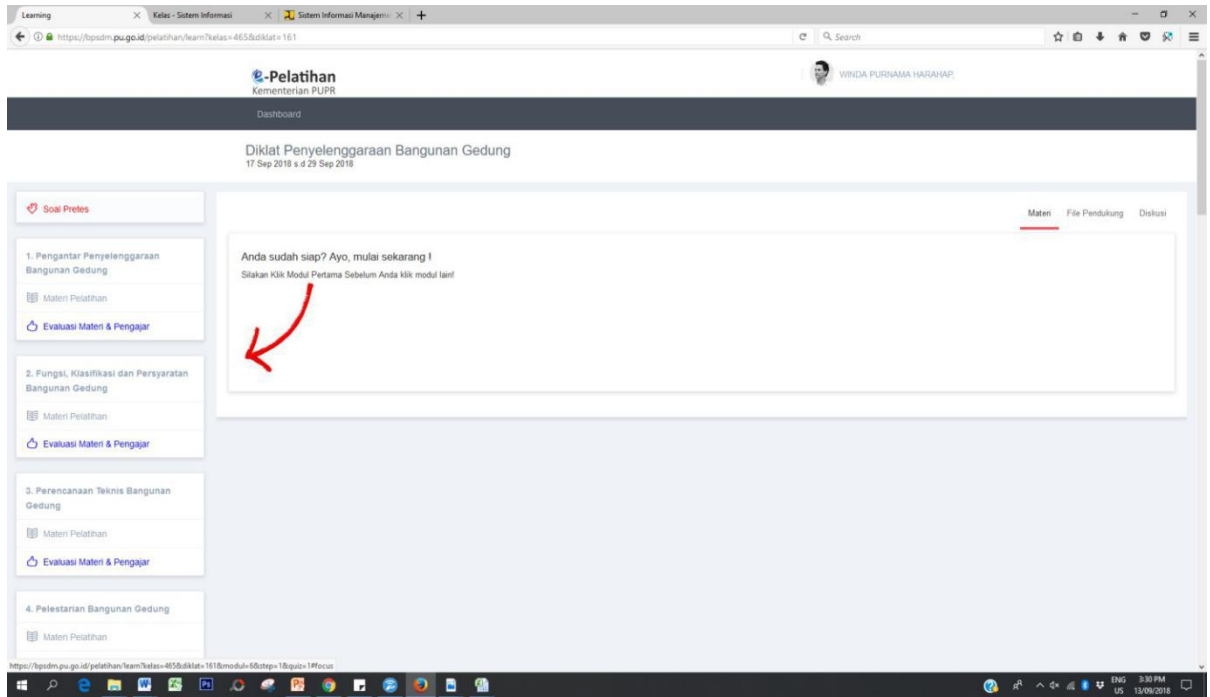 Learning
Kelas - Sistem Informasi
Sistem Informasi Manajeme
https://bpsdm.pu.go.id/pelatihan/learn?kelas=465&diklat=161
Search
e-Pelatihan
Kementerian PUPR
WINDA PURNAMA HARAHAP,
Dashboard
Diklat Penyelenggaraan Bangunan Gedung
17 Sep 2018 s.d 29 Sep 2018
Soal Pretes
Materi File Pendukung Diskusi
1. Pengantar Penyelenggaraan
Bangunan Gedung
Materi Pelatihan
Evaluasi Materi & Pengajar
Anda sudah siap? Ayo, mulai sekarang !
Silakan Klik Modul Pertama Sebelum Anda klik modul lain!
2. Fungsi, Klasifikasi dan Persyaratan
Bangunan Gedung
Materi Pelatihan
Evaluasi Materi & Pengajar
3. Perencanaan Teknis Bangunan
Gedung
Materi Pelatihan
Evaluasi Materi & Pengajar
4. Pelestarian Bangunan Gedung
Materi Pelatihan
https://bpsdm.pu.go.id/pelatihan/learn?kelas=465&diklat=161&modul=6&step=1&quiz=1#focus
ENG
US
3:30 PM
13/09/2018